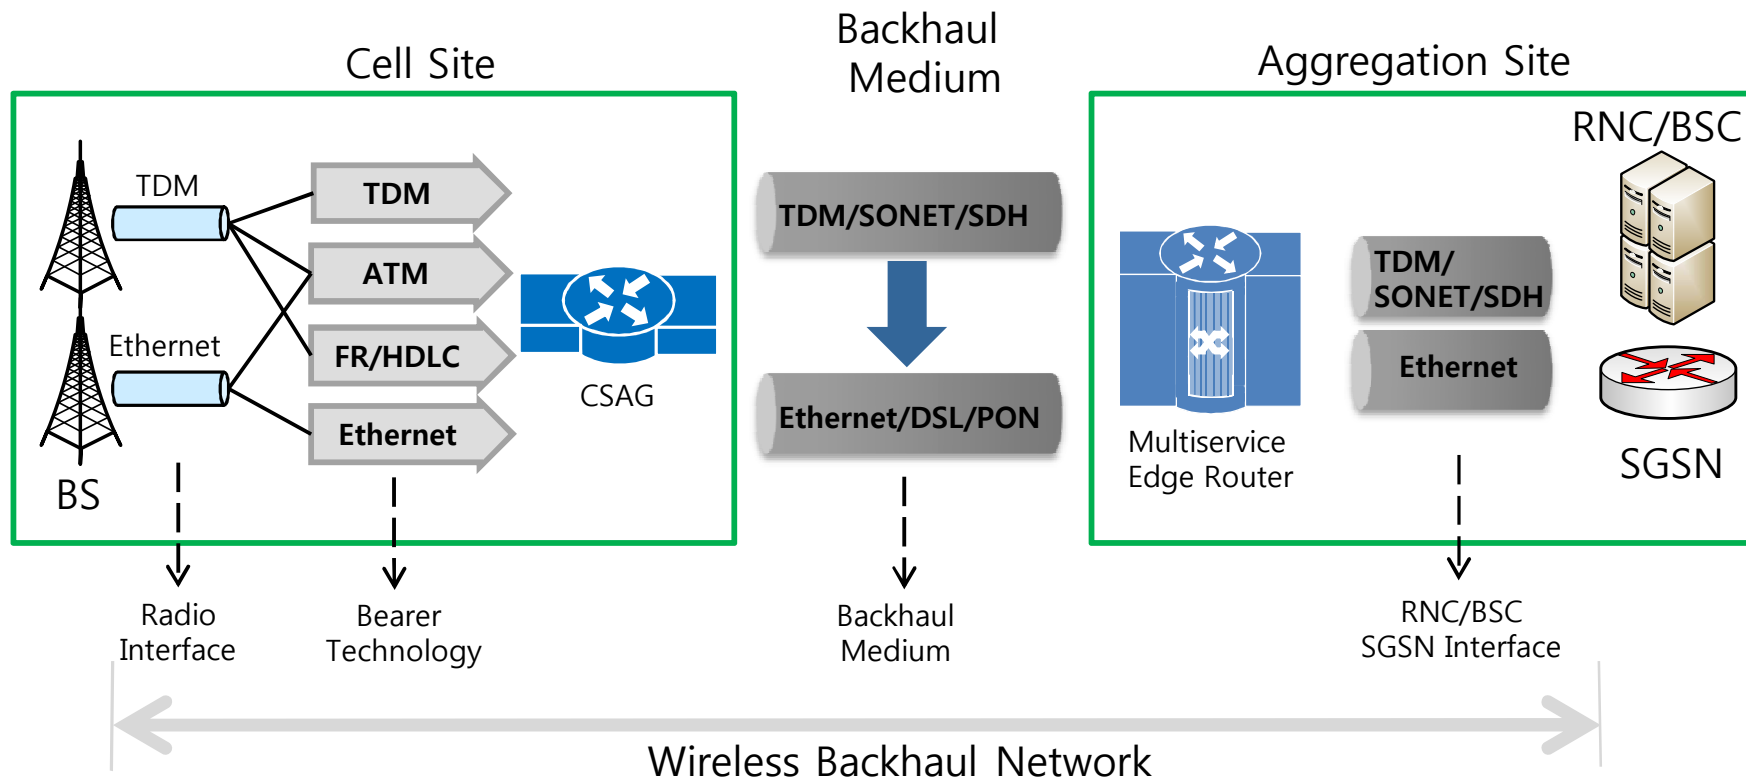 Cell Site
Backhaul
Medium
Aggregation Site
TDM
Ethernet
BS
TDM
ATM
FR/HDLC
Ethernet
CSAG
TDM/SONET/SDH
Ethernet/DSL/PON
Multiservice
Edge Router
TDM/
SONET/SDH
Ethernet
RNC/BSC
SGSN
Radio
Interface
Bearer
Technology
Backhaul
Medium
RNC/BSC
SGSN Interface
Wireless Backhaul Network